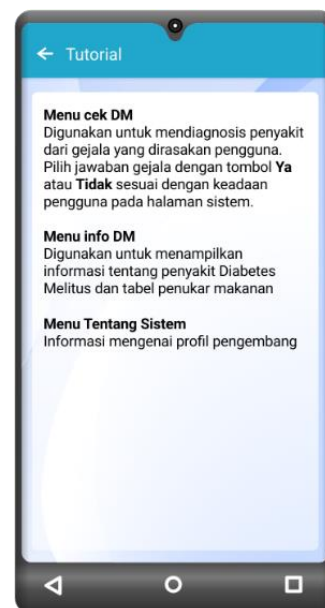 Tutorial
Menu cek DM
Digunakan untuk mendiagnosis penyakit
dari gejala yang dirasakan pengguna.
Pilih jawaban gejala dengan tombol Ya
atau Tidak sesuai dengan keadaan
pengguna pada halaman sistem.
Menu info DM
Digunakan untuk menampilkan
informasi tentang penyakit Diabetes
Melitus dan tabel penukar makanan
Menu Tentang Sistem
Informasi mengenai profil pengembang